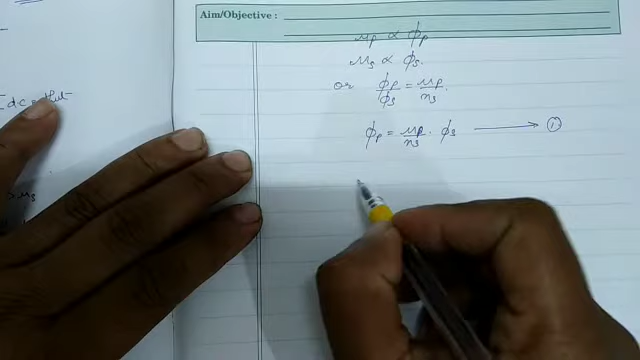 Aim/Objective :
np ∝ ϕp
ns ∝ ϕs.
or ϕp/ϕs = np/ns.
ϕp = np/ns · ϕs ⟶ ①